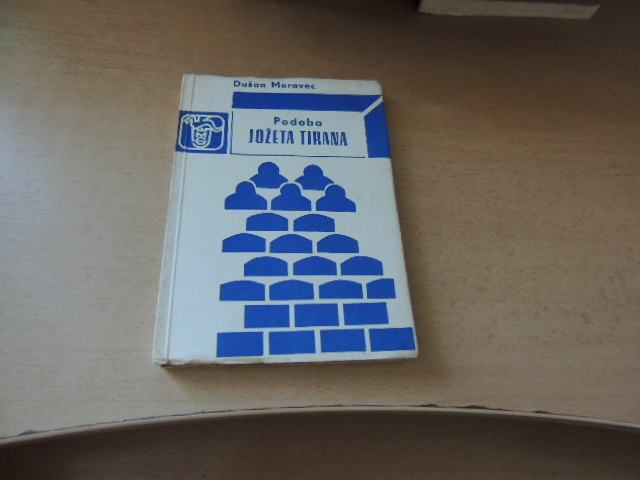 Dušan Moravec
Podoba
JOŽETA TIRANA